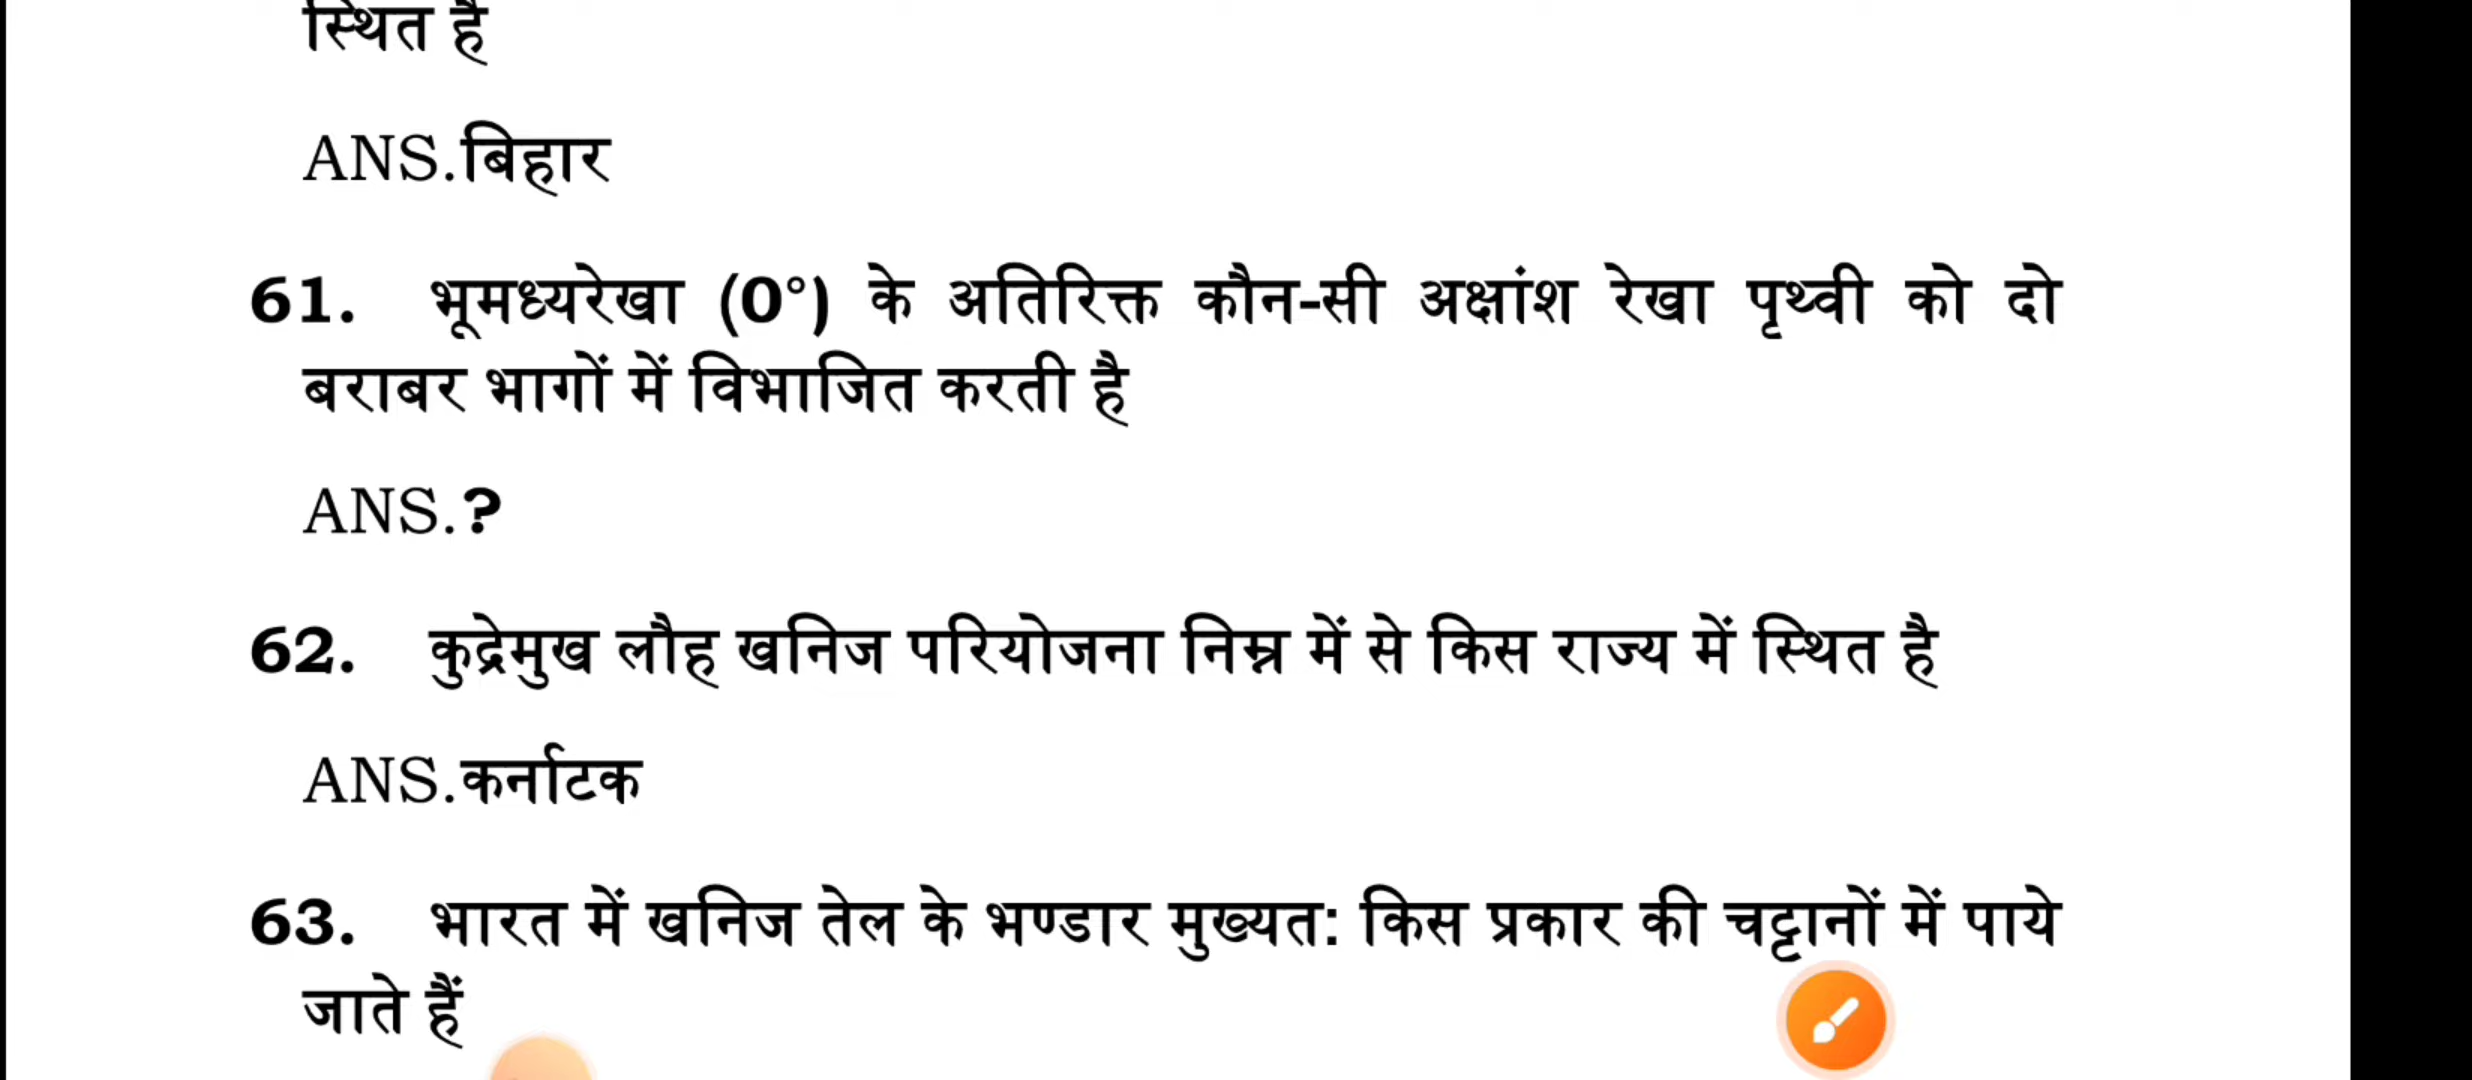 स्थित है
ANS.बिहार
61. भूमध्यरेखा (0°) के अतिरिक्त कौन-सी अक्षांश रेखा पृथ्वी को दो
बराबर भागों में विभाजित करती है
ANS.?
62. कुद्रेमुख लौह खनिज परियोजना निम्न में से किस राज्य में स्थित है
ANS.कर्नाटक
63. भारत में खनिज तेल के भण्डार मुख्यत: किस प्रकार की चट्टानों में पाये
जाते हैं